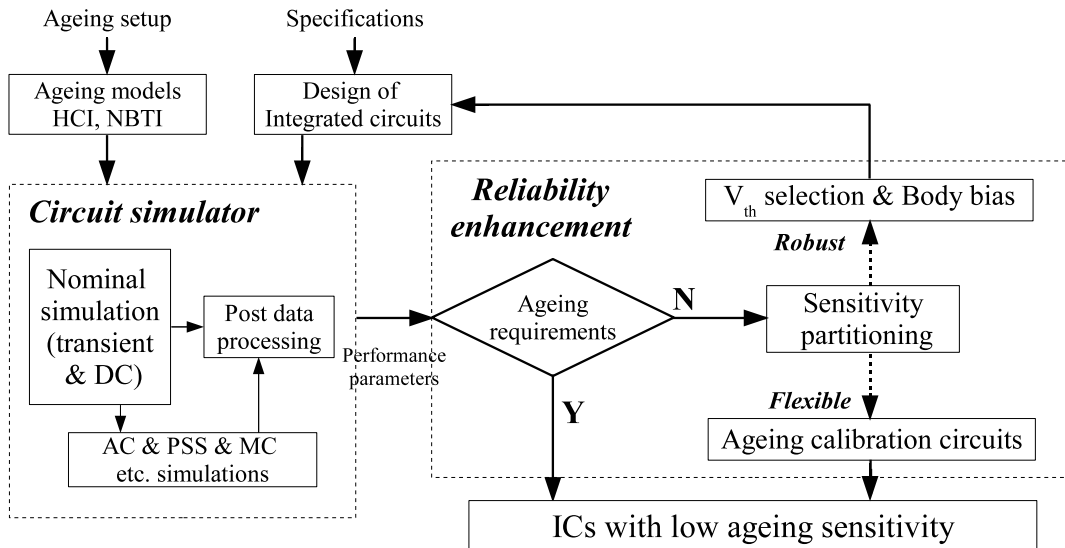 Ageing setup
Specifications
Ageing models
HCI, NBTI
Design of
Integrated circuits
Circuit simulator
Nominal
simulation
(transient
& DC)
Post data
processing
AC & PSS & MC
etc. simulations
Performance
parameters
Reliability
enhancement
Ageing
requirements
N
Y
Sensitivity
partitioning
Robust
Vth selection & Body bias
Flexible
Ageing calibration circuits
ICs with low ageing sensitivity